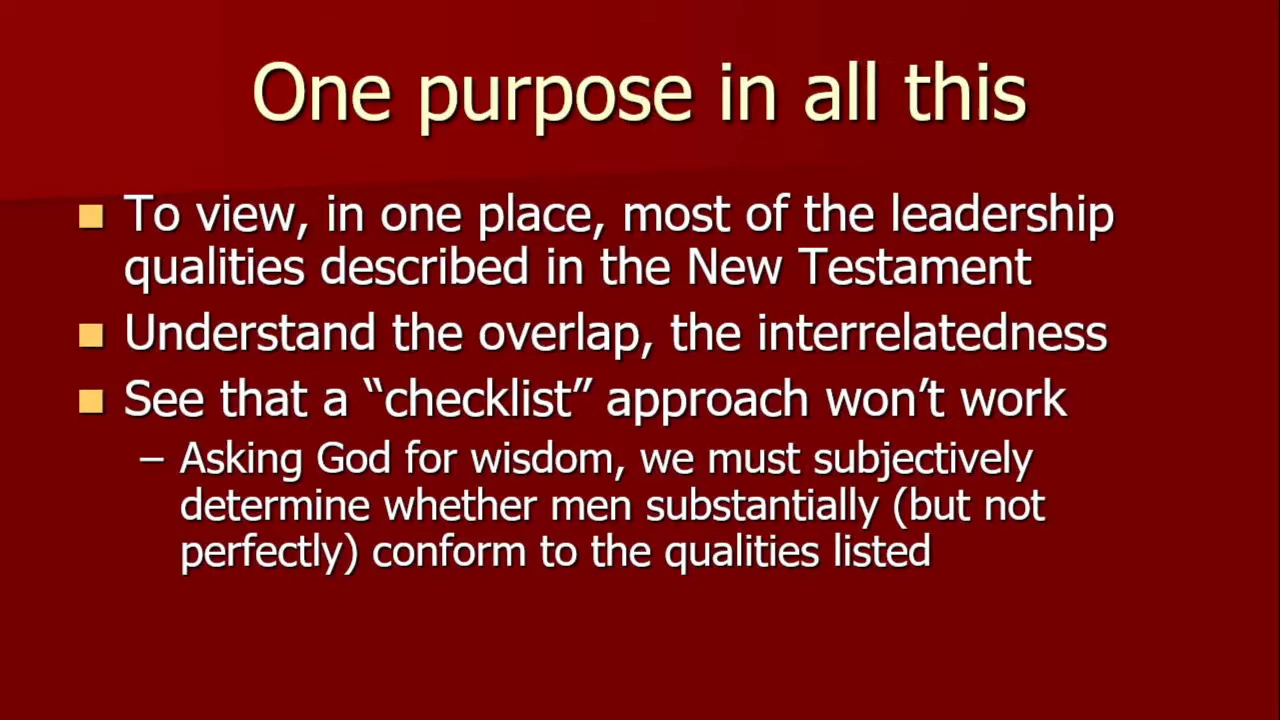 One purpose in all this
To view, in one place, most of the leadership
qualities described in the New Testament
Understand the overlap, the interrelatedness
See that a “checklist” approach won’t work
– Asking God for wisdom, we must subjectively
determine whether men substantially (but not
perfectly) conform to the qualities listed